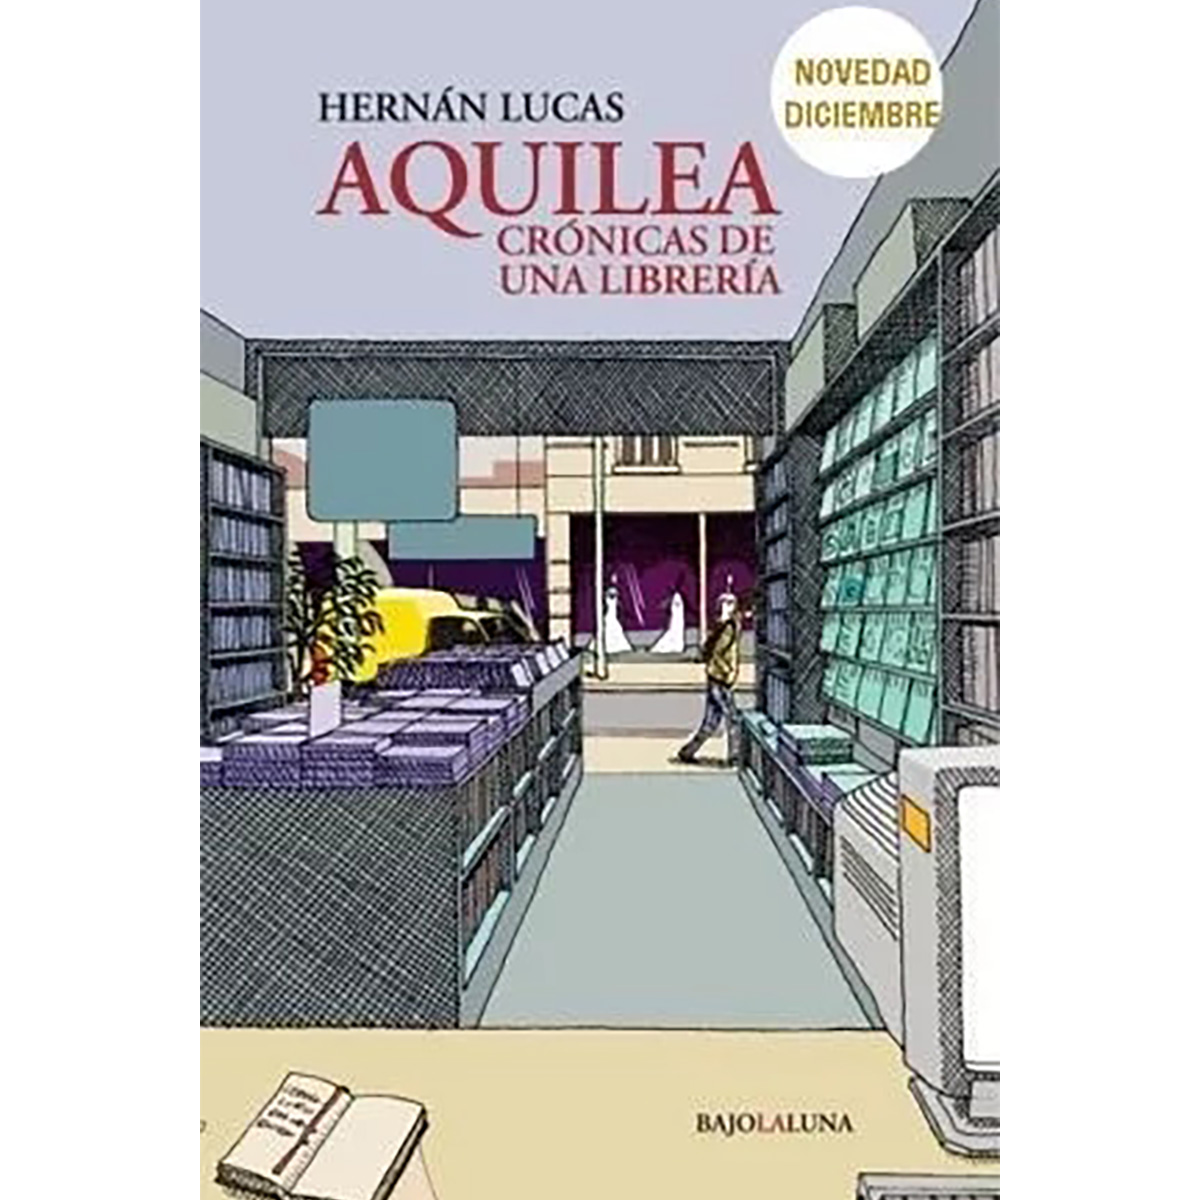 NOVEDAD
DICIEMBRE
HERNÁN LUCAS
AQUILEA
CRÓNICAS DE
UNA LIBRERÍA
BAJOLALUNA